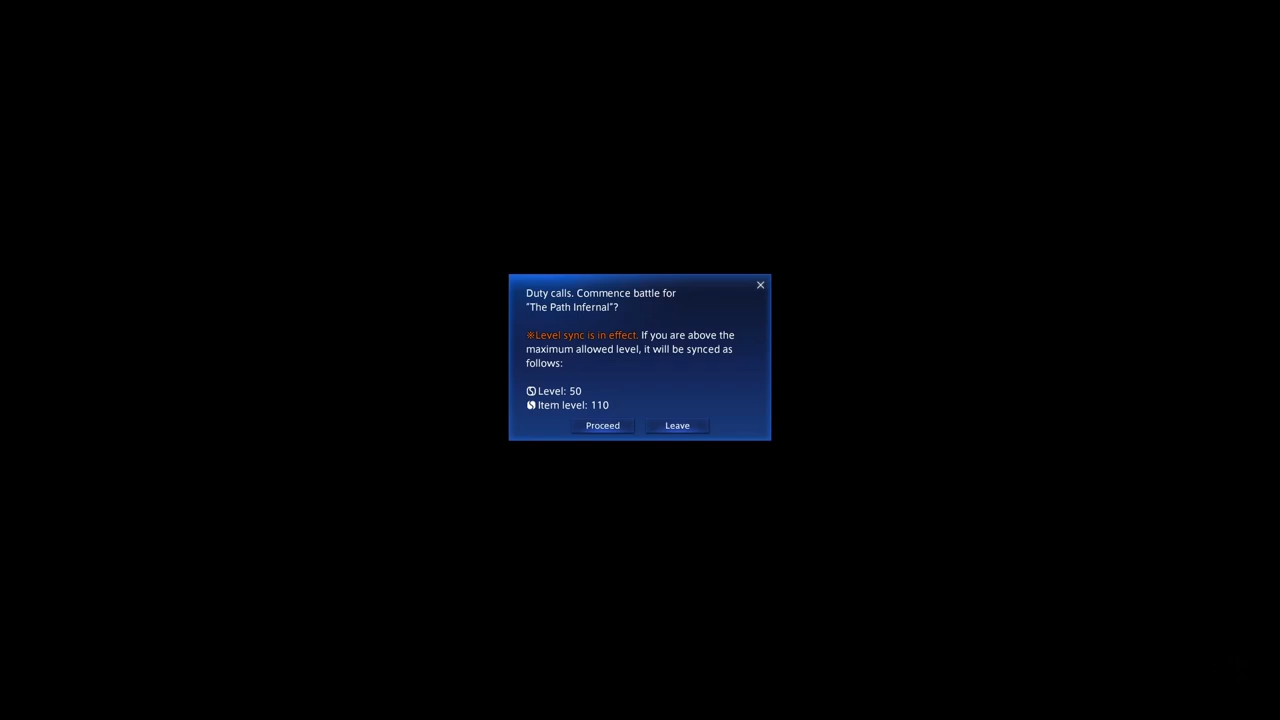 Duty calls. Commence battle for
"The Path Infernal"?
※Level sync is in effect. If you are above the
maximum allowed level, it will be synced as
follows:
Level: 50
Item level: 110
Proceed Leave